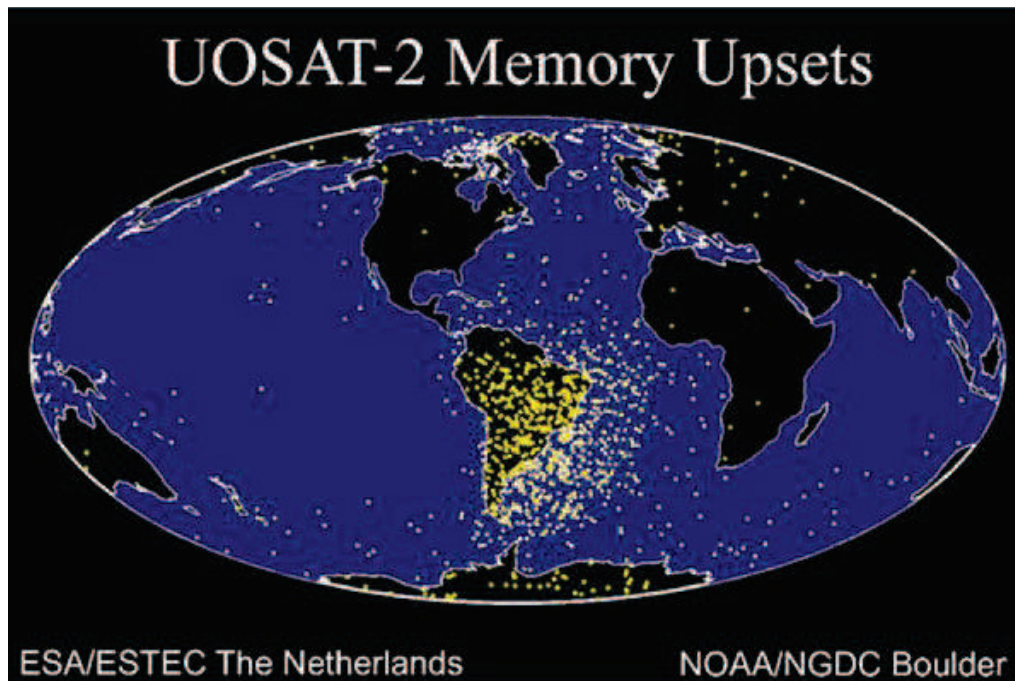 UOSAT-2 Memory Upsets
ESA/ESTEC The Netherlands
NOAA/NGDC Boulder